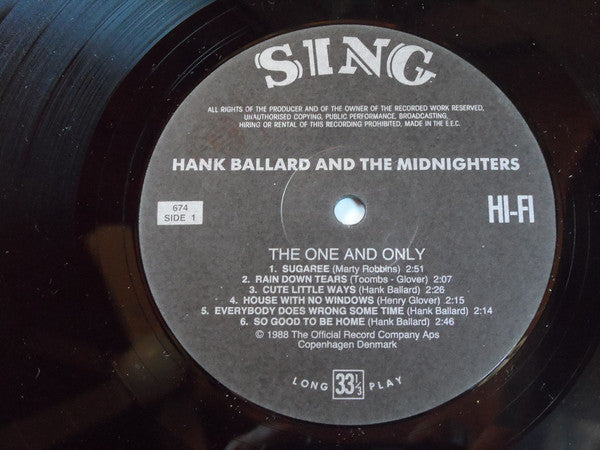 SING
ALL RIGHTS OF THE PRODUCER AND OF THE OWNER OF THE RECORDED WORK RESERVED,
UNAUTHORISED COPYING, PUBLIC PERFORMANCE, BROADCASTING,
HIRING OR RENTAL OF THIS RECORDING PROHIBITED, MADE IN THE E.E.C.
HANK BALLARD AND THE MIDNIGHTERS
674
SIDE 1
HI-FI
THE ONE AND ONLY
1. SUGAREE (Marty Robbins) 2:51
2. RAIN DOWN TEARS (Toombs - Glover) 2:07
3. CUTE LITTLE WAYS (Hank Ballard) 2:26
4. HOUSE WITH NO WINDOWS (Henry Glover) 2:15
5. EVERYBODY DOES WRONG SOME TIME (Hank Ballard) 2:14
6. SO GOOD TO BE HOME (Hank Ballard) 2:46
© 1988 The Official Record Company Aps
Copenhagen Denmark
LONG 33 1/3 PLAY